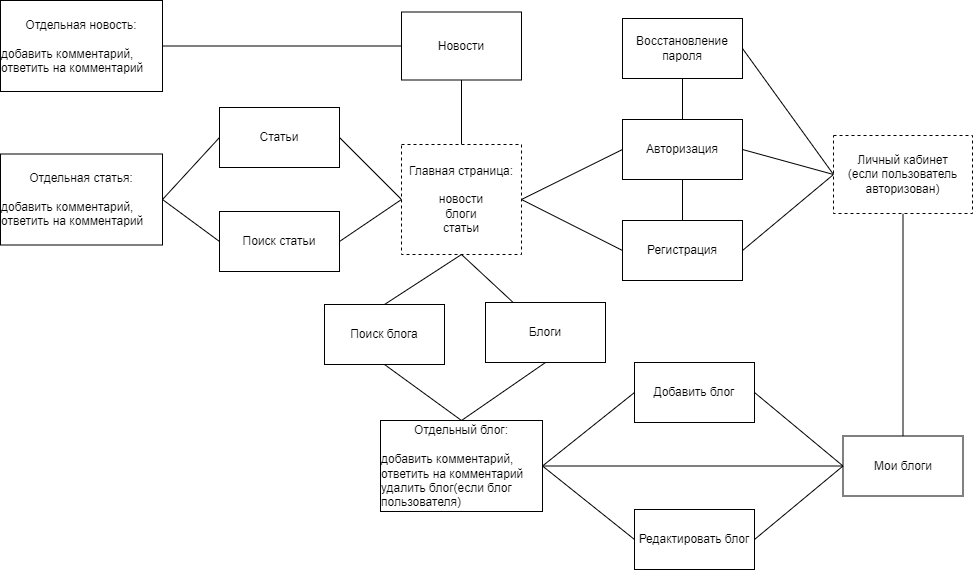 Отдельная новость:
добавить комментарий,
ответить на комментарий
Новости
Восстановление
пароля
Статьи
Авторизация
Личный кабинет
(если пользователь
авторизован)
Главная страница:
новости
блоги
статьи
Отдельная статья:
добавить комментарий,
ответить на комментарий
Поиск статьи
Регистрация
Поиск блога
Блоги
Добавить блог
Отдельный блог:
добавить комментарий,
ответить на комментарий
удалить блог(если блог
пользователя)
Мои блоги
Редактировать блог